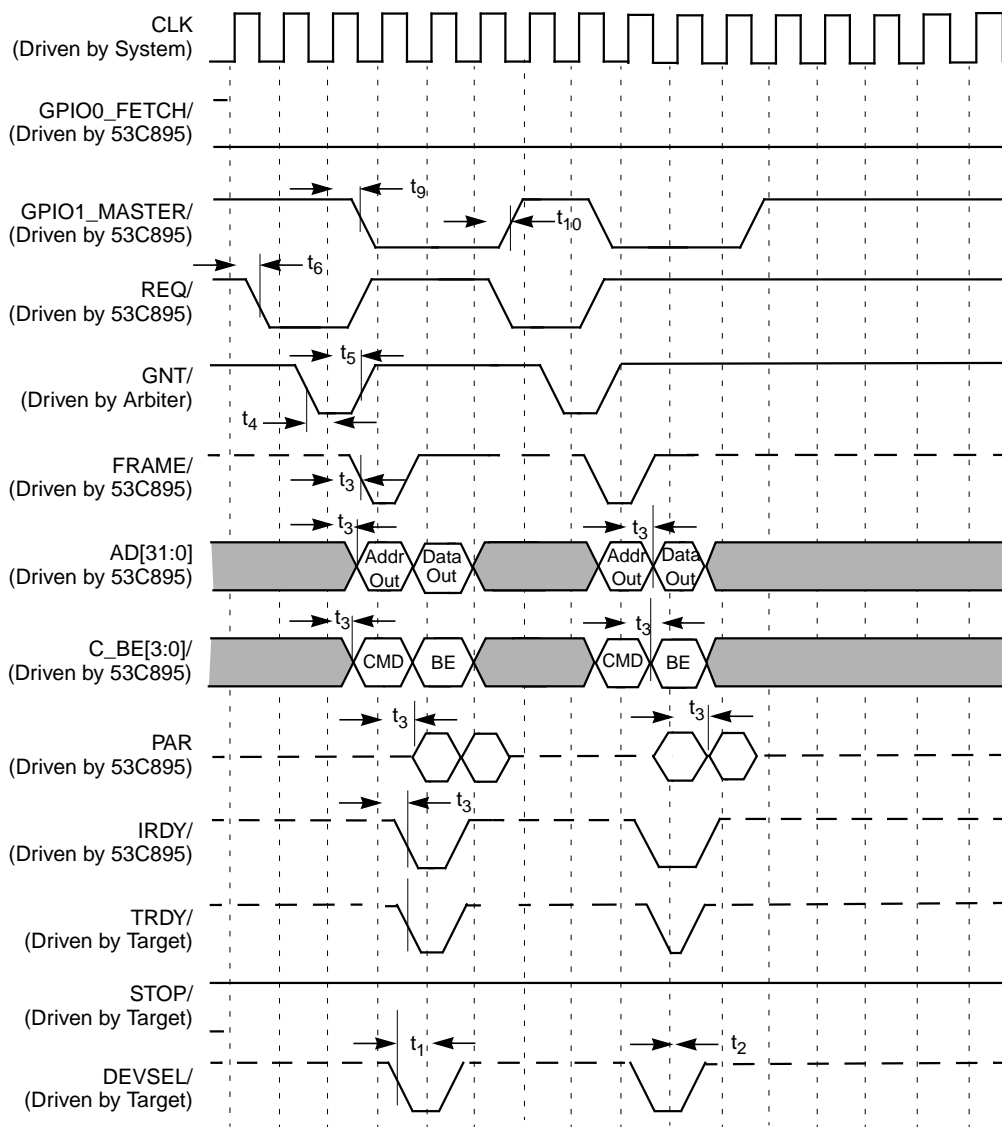 CLK
(Driven by System)
GPIO0_FETCH/
(Driven by 53C895)
t9
GPIO1_MASTER/
(Driven by 53C895)
t10
t6
REQ/
(Driven by 53C895)
t5
GNT/
(Driven by Arbiter)
t4
FRAME/
(Driven by 53C895)
t3
t3
t3
AD[31:0]
(Driven by 53C895)
Addr
Out
Data
Out
Addr
Out
Data
Out
t3
t3
C_BE[3:0]/
(Driven by 53C895)
CMD
BE
CMD
BE
t3
t3
PAR
(Driven by 53C895)
t3
IRDY/
(Driven by 53C895)
TRDY/
(Driven by Target)
STOP/
(Driven by Target)
t1
t2
DEVSEL/
(Driven by Target)